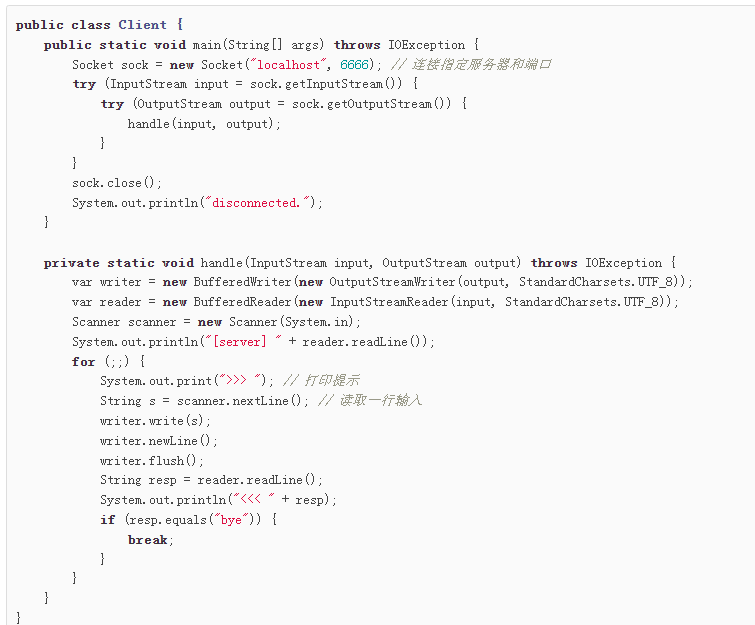 public class Client {
    public static void main(String[] args) throws IOException {
        Socket sock = new Socket("localhost", 6666); // 连接指定服务器和端口
        try (InputStream input = sock.getInputStream()) {
            try (OutputStream output = sock.getOutputStream()) {
                handle(input, output);
            }
        }
        sock.close();
        System.out.println("disconnected.");
    }

    private static void handle(InputStream input, OutputStream output) throws IOException {
        var writer = new BufferedWriter(new OutputStreamWriter(output, StandardCharsets.UTF_8));
        var reader = new BufferedReader(new InputStreamReader(input, StandardCharsets.UTF_8));
        Scanner scanner = new Scanner(System.in);
        System.out.println("[server] " + reader.readLine());
        for (;;) {
            System.out.print(">>> "); // 打印提示
            String s = scanner.nextLine(); // 读取一行输入
            writer.write(s);
            writer.newLine();
            writer.flush();
            String resp = reader.readLine();
            System.out.println("<<< " + resp);
            if (resp.equals("bye")) {
                break;
            }
        }
    }
}